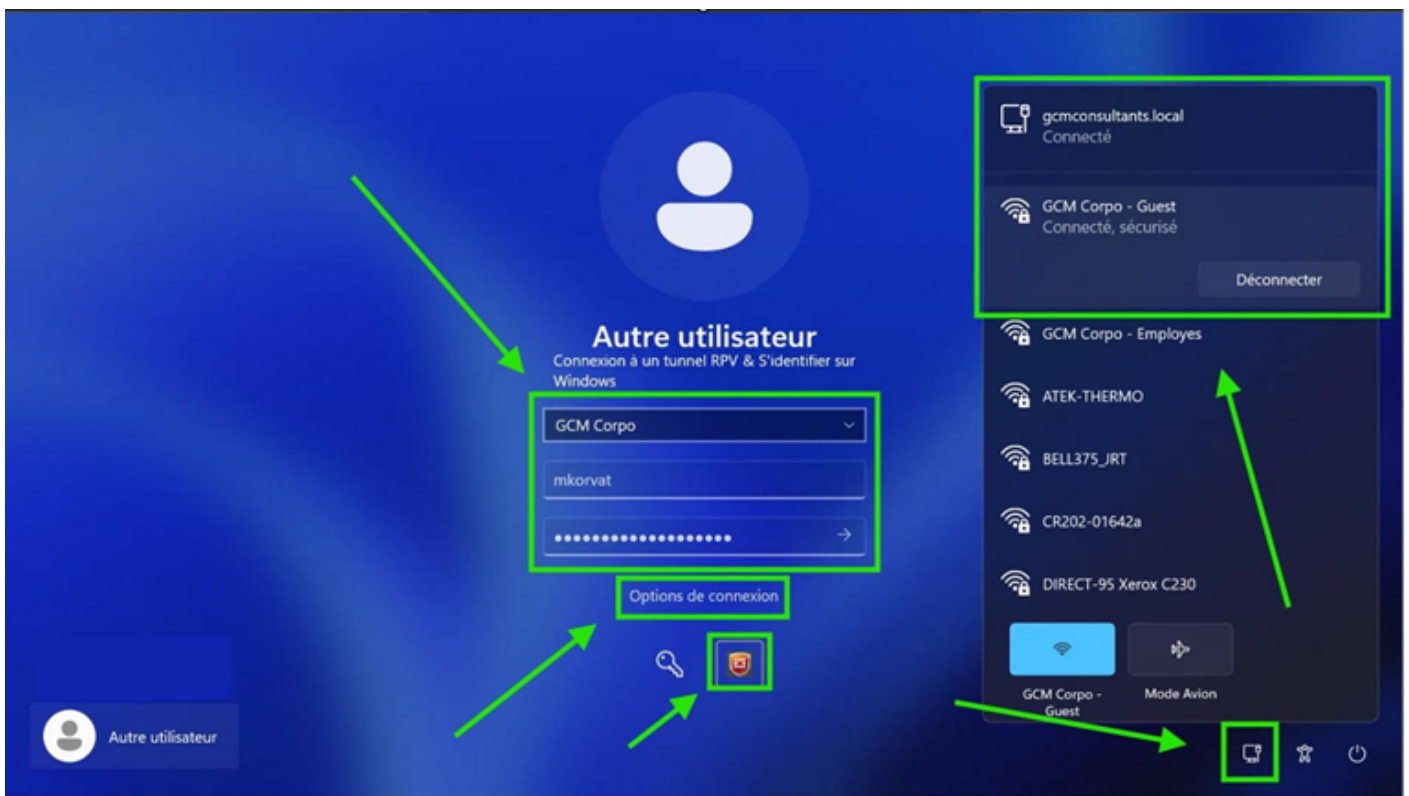 Autre utilisateur
Connexion à un tunnel RPV & S'identifier sur
Windows
GCM Corpo
mkorvat
Options de connexion
Autre utilisateur
gcmconsultants.local
Connecté
GCM Corpo - Guest
Connecté, sécurisé
Déconnecter
GCM Corpo - Employes
ATEK-THERMO
BELL375_JRT
CR202-01642a
DIRECT-95 Xerox C230
GCM Corpo -
Guest
Mode Avion